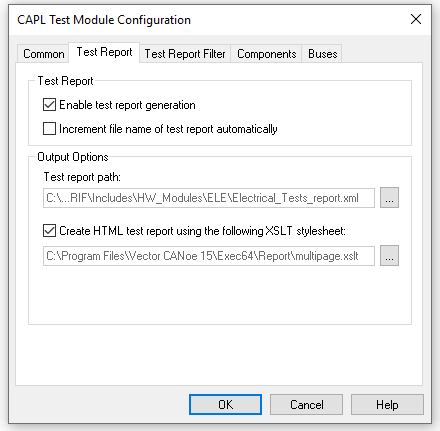 CAPL Test Module Configuration
Common Test Report Test Report Filter Components Buses
Test Report
Enable test report generation
Increment file name of test report automatically
Output Options
Test report path:
C:\...RIF\Includes\HW_Modules\ELE\Electrical_Tests_report.xml ...
Create HTML test report using the following XSLT stylesheet:
C:\Program Files\Vector CANoe 15\Exec64\Report\multipage.xslt ...
OK Cancel Help